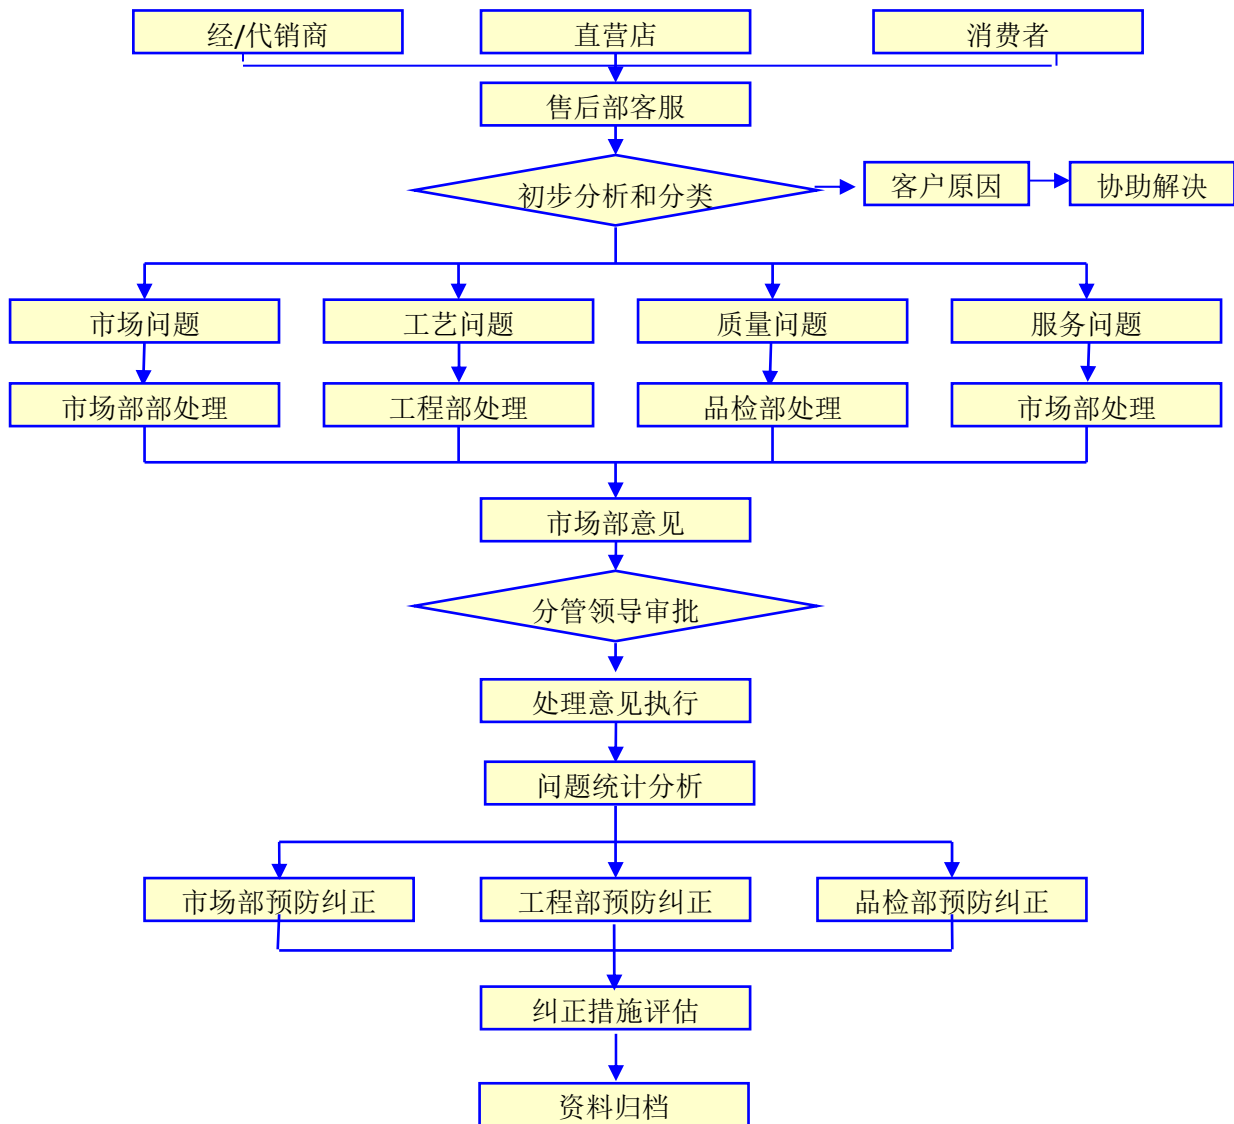 经/代销商
直营店
消费者
售后部客服
初步分析和分类
客户原因
协助解决
市场问题
工艺问题
质量问题
服务问题
市场部部处理
工程部处理
品检部处理
市场部处理
市场部意见
分管领导审批
处理意见执行
问题统计分析
市场部预防纠正
工程部预防纠正
品检部预防纠正
纠正措施评估
资料归档